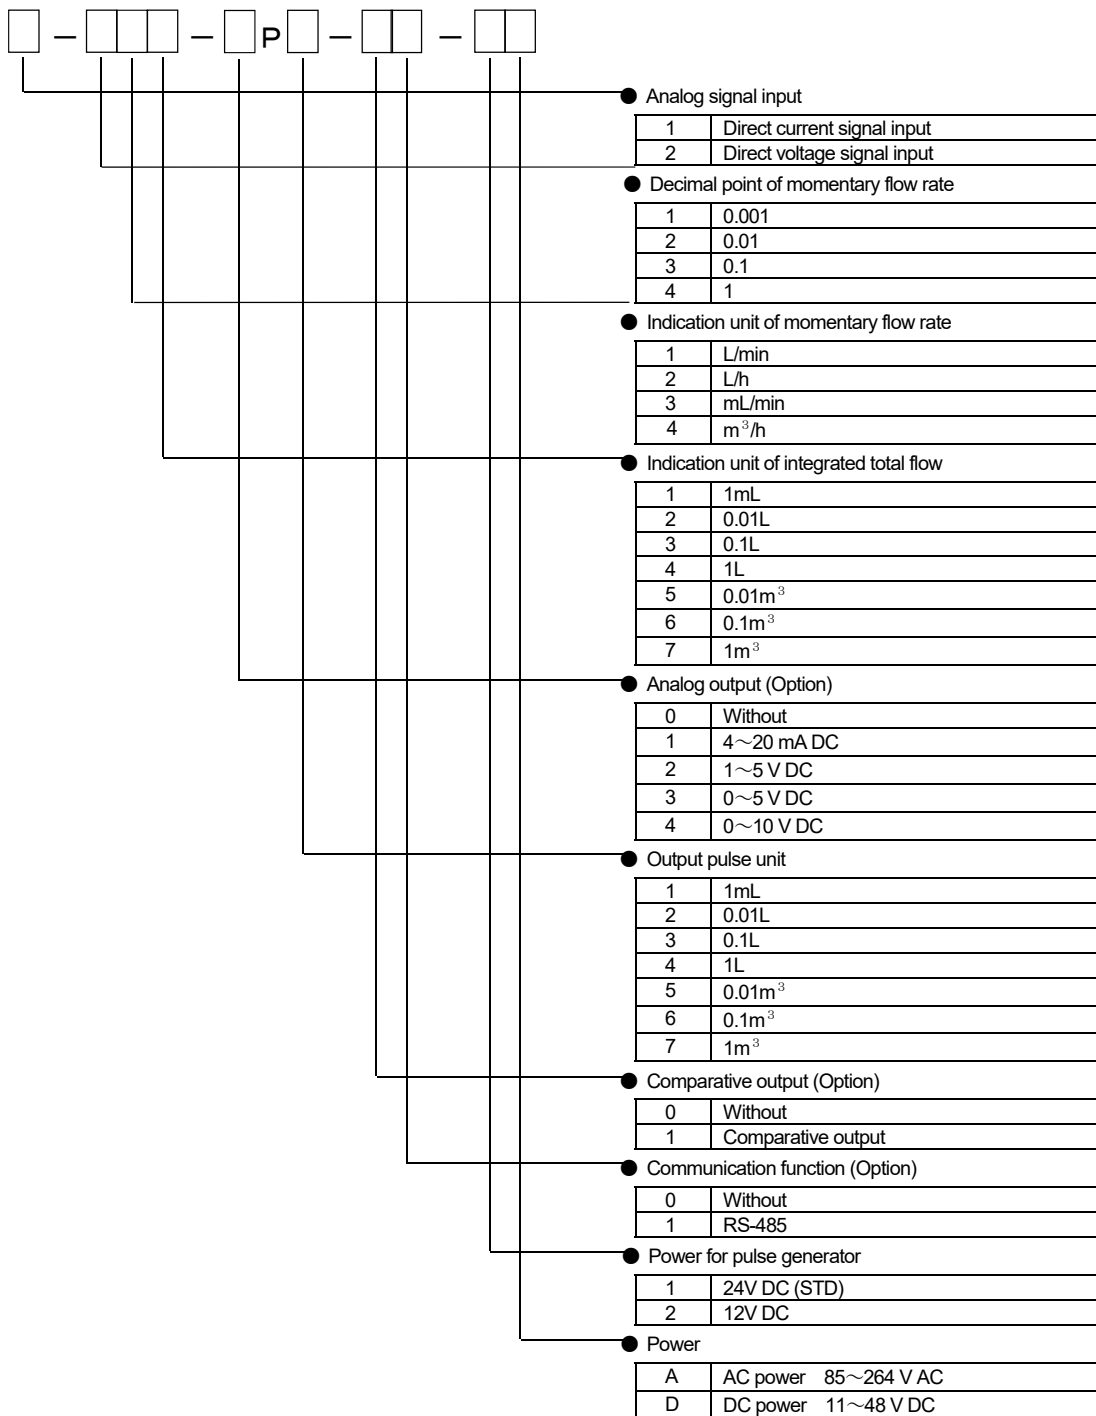 □－□□□－□P□－□□－□□
● Analog signal input
1 Direct current signal input
2 Direct voltage signal input
● Decimal point of momentary flow rate
1 0.001
2 0.01
3 0.1
4 1
● Indication unit of momentary flow rate
1 L/min
2 L/h
3 mL/min
4 m³/h
● Indication unit of integrated total flow
1 1mL
2 0.01L
3 0.1L
4 1L
5 0.01m³
6 0.1m³
7 1m³
● Analog output (Option)
0 Without
1 4～20 mA DC
2 1～5 V DC
3 0～5 V DC
4 0～10 V DC
● Output pulse unit
1 1mL
2 0.01L
3 0.1L
4 1L
5 0.01m³
6 0.1m³
7 1m³
● Comparative output (Option)
0 Without
1 Comparative output
● Communication function (Option)
0 Without
1 RS-485
● Power for pulse generator
1 24V DC (STD)
2 12V DC
● Power
A AC power 85～264 V AC
D DC power 11～48 V DC